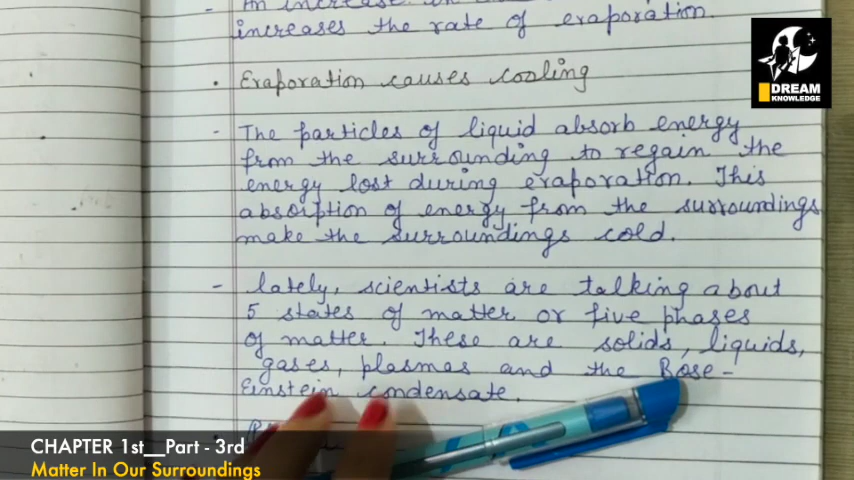 - An increase in
increases the rate of evaporation.
• Evaporation causes cooling
- The particles of liquid absorb energy
from the surrounding to regain the
energy lost during evaporation. This
absorption of energy from the surroundings
make the surroundings cold.
- lately, scientists are talking about
5 states of matter or five phases
of matter. These are solids, liquids,
gases, plasmas and the Bose-
Einstein condensate.
DREAM
KNOWLEDGE
CHAPTER 1st__Part - 3rd
Matter In Our Surroundings